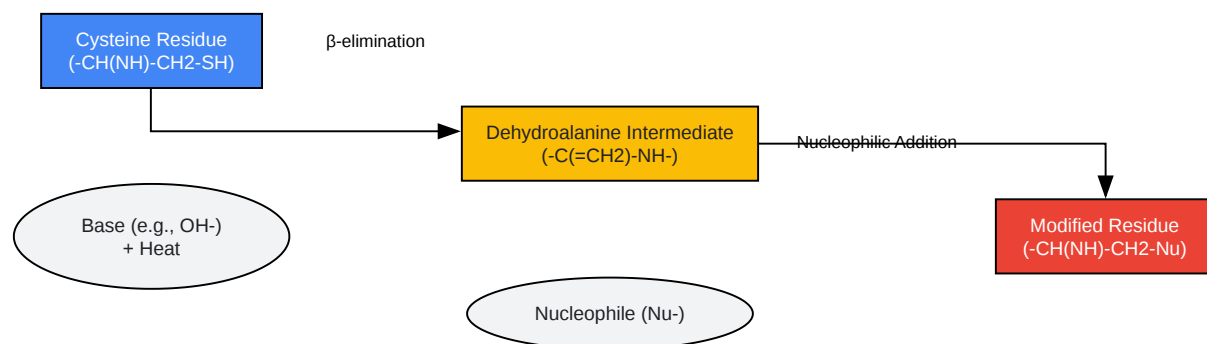 Cysteine Residue
(-CH(NH)-CH2-SH)
β-elimination
Dehydroalanine Intermediate
(-C(=CH2)-NH-)
Nucleophilic Addition
Base (e.g., OH-)
+ Heat
Modified Residue
(-CH(NH)-CH2-Nu)
Nucleophile (Nu-)